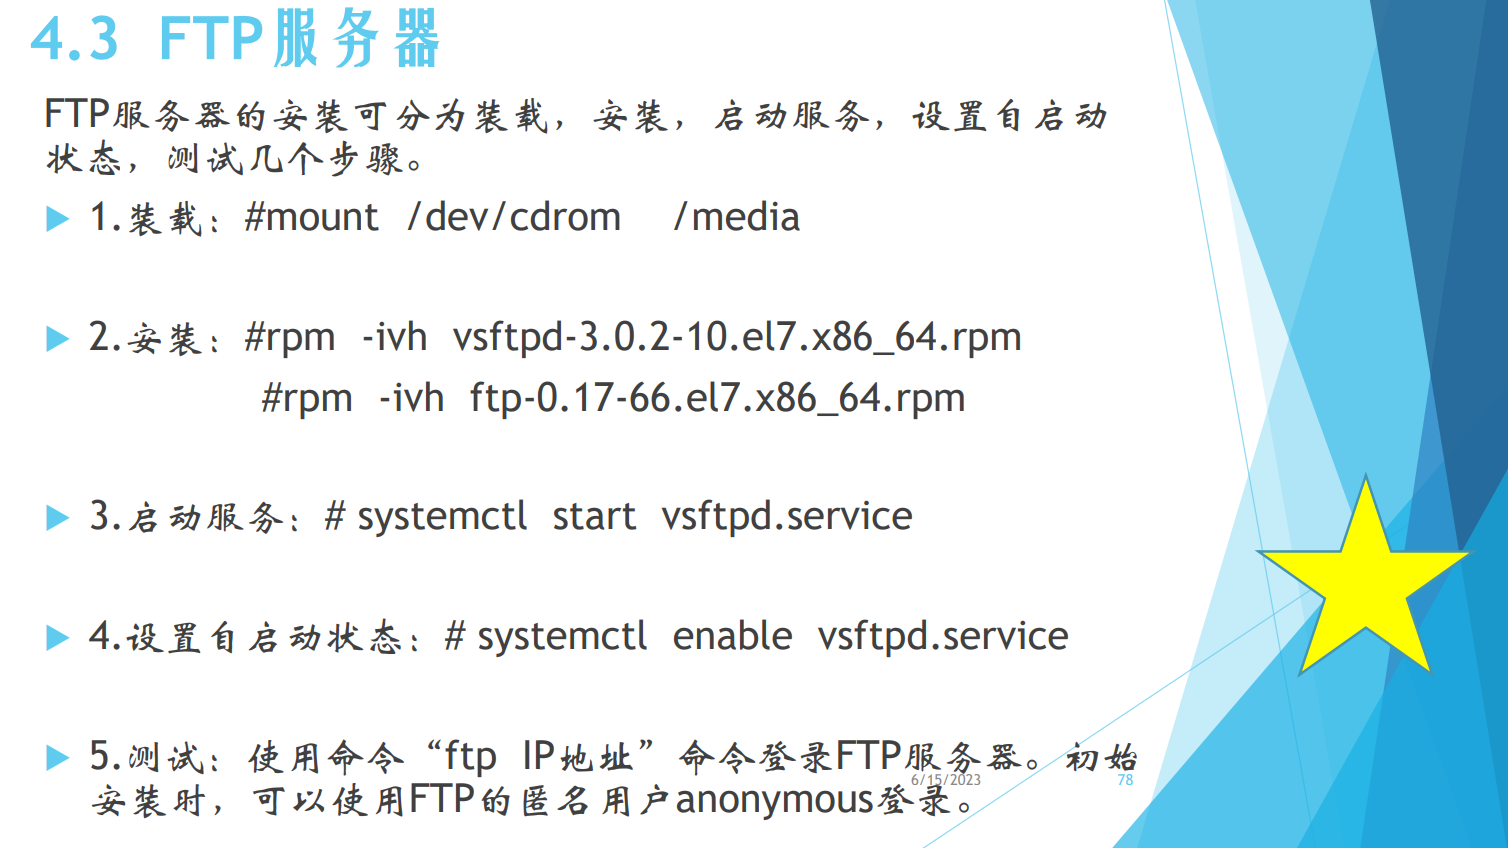 4.3 FTP服务器
FTP服务器的安装可分为装载，安装，启动服务，设置自启动
状态，测试几个步骤。
1.装载：#mount /dev/cdrom /media
2.安装：#rpm -ivh vsftpd-3.0.2-10.el7.x86_64.rpm
#rpm -ivh ftp-0.17-66.el7.x86_64.rpm
3.启动服务：# systemctl start vsftpd.service
4.设置自启动状态：# systemctl enable vsftpd.service
5.测试：使用命令“ftp IP地址”命令登录FTP服务器。初始
安装时，可以使用FTP的匿名用户anonymous登录。
6/15/2023
78